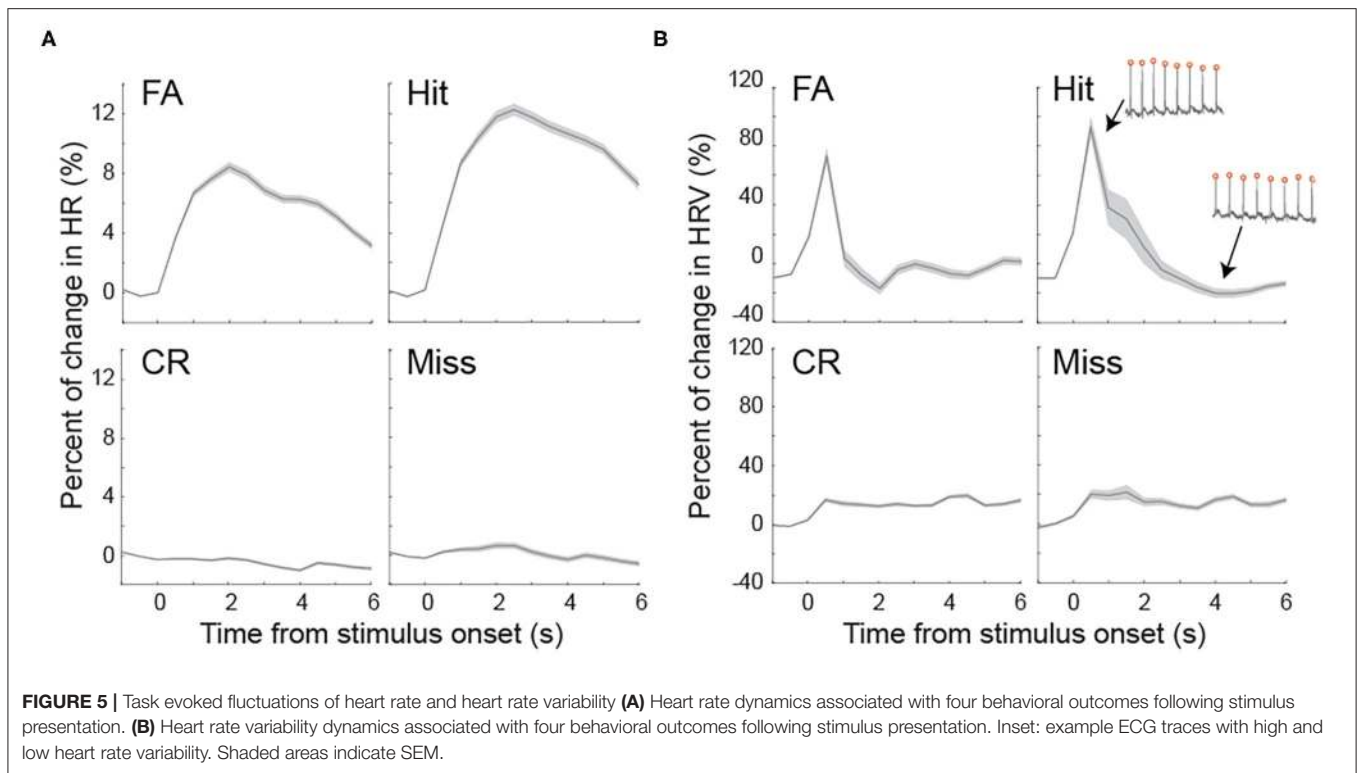 A
B
FA
Hit
CR
Miss
Percent of change in HR (%)
12
8
4
0
12
8
4
0
0 2 4 6
0 2 4 6
Time from stimulus onset (s)
FA
Hit
CR
Miss
Percent of change in HRV (%)
120
80
40
0
-40
120
80
40
0
-40
0 2 4 6
0 2 4 6
Time from stimulus onset (s)
FIGURE 5 | Task evoked fluctuations of heart rate and heart rate variability (A) Heart rate dynamics associated with four behavioral outcomes following stimulus
presentation. (B) Heart rate variability dynamics associated with four behavioral outcomes following stimulus presentation. Inset: example ECG traces with high and
low heart rate variability. Shaded areas indicate SEM.